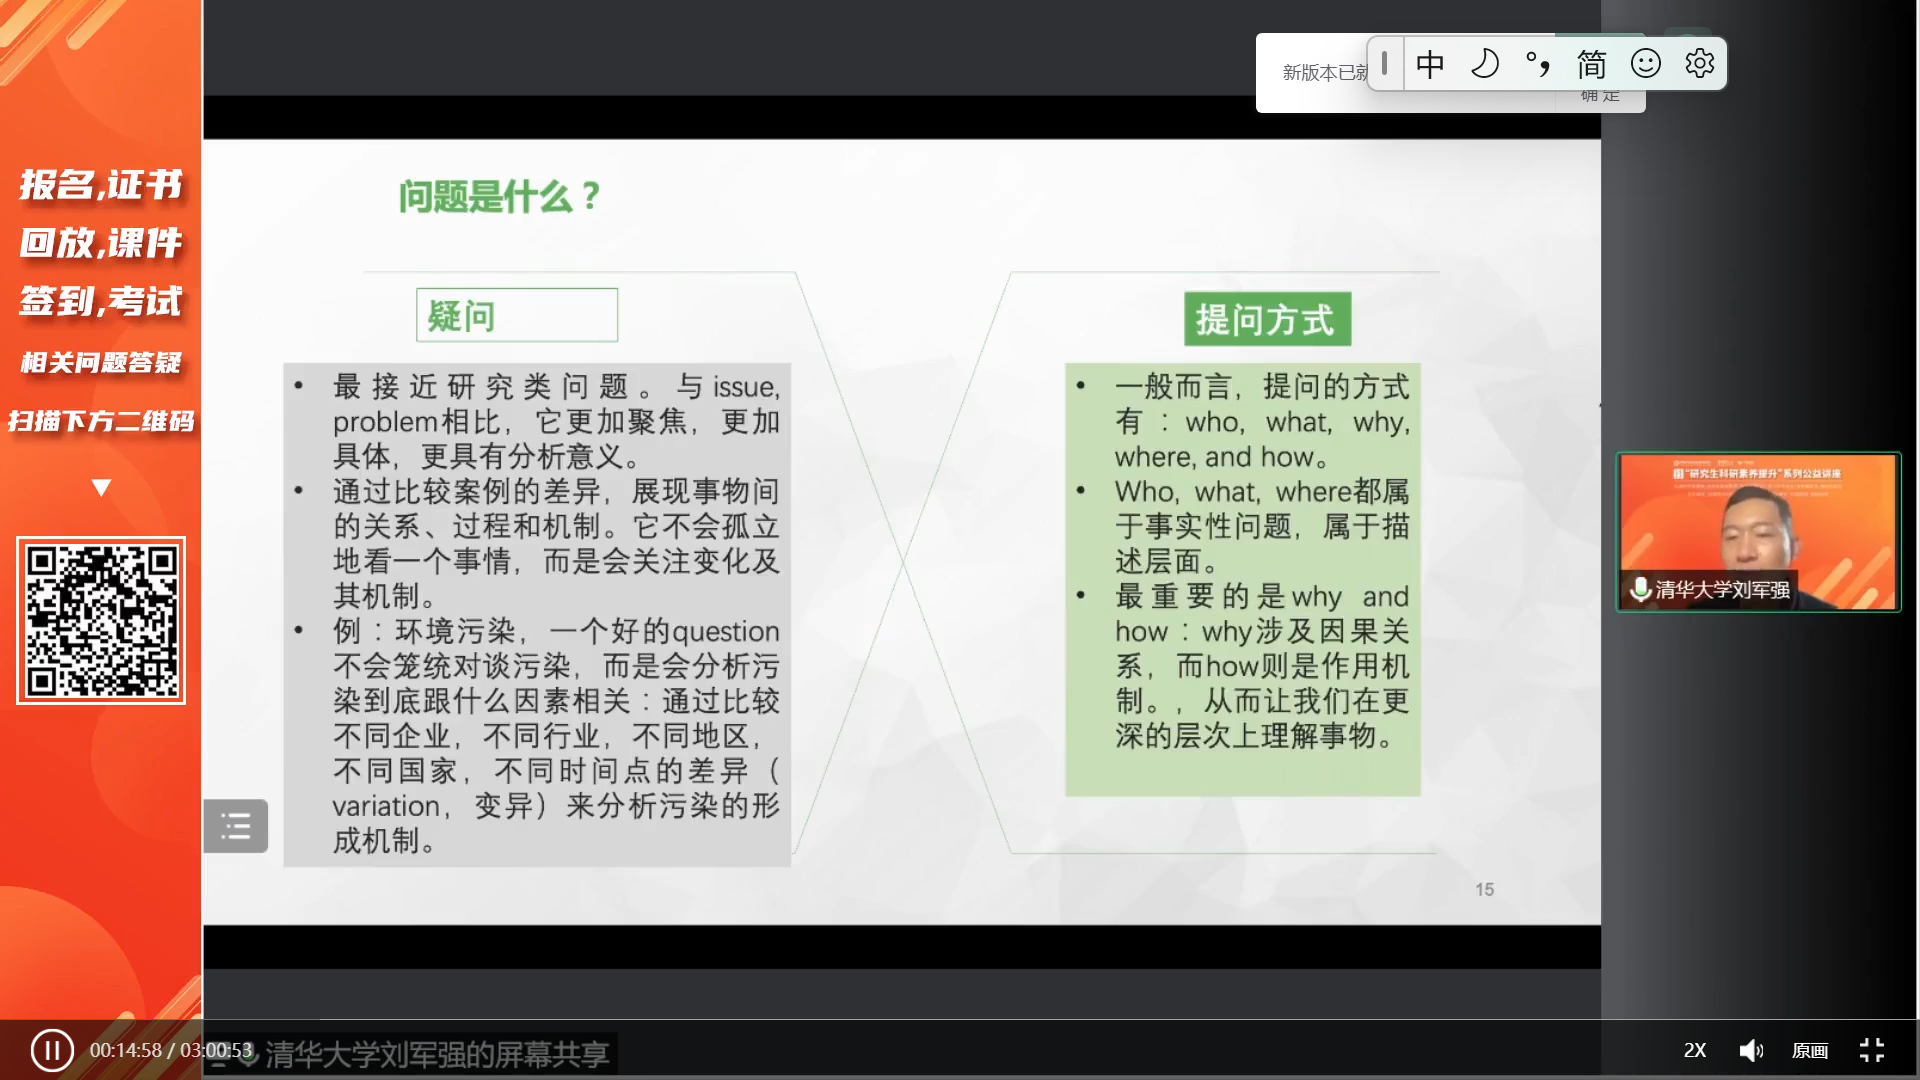 报名,证书
回放,课件
签到,考试
相关问题答疑
扫描下方二维码
新版本已就
确定
中
简
问题是什么？
疑问
• 最接近研究类问题。与issue,
problem相比，它更加聚焦，更加
具体，更具有分析意义。
• 通过比较案例的差异，展现事物间
的关系、过程和机制。它不会孤立
地看一个事情，而是会关注变化及
其机制。
• 例：环境污染，一个好的question
不会笼统对谈污染，而是会分析污
染到底跟什么因素相关：通过比较
不同企业，不同行业，不同地区，
不同国家，不同时间点的差异（
variation，变异）来分析污染的形
成机制。
提问方式
• 一般而言，提问的方式
有：who, what, why,
where, and how。
• Who, what, where都属
于事实性问题，属于描
述层面。
• 最重要的是why and
how：why涉及因果关
系，而how则是作用机
制。，从而让我们在更
深的层次上理解事物。
15
“研究生科研素养提升”系列公益讲座
清华大学刘军强
00:14:58 / 03:00:53
清华大学刘军强的屏幕共享
2X
原画